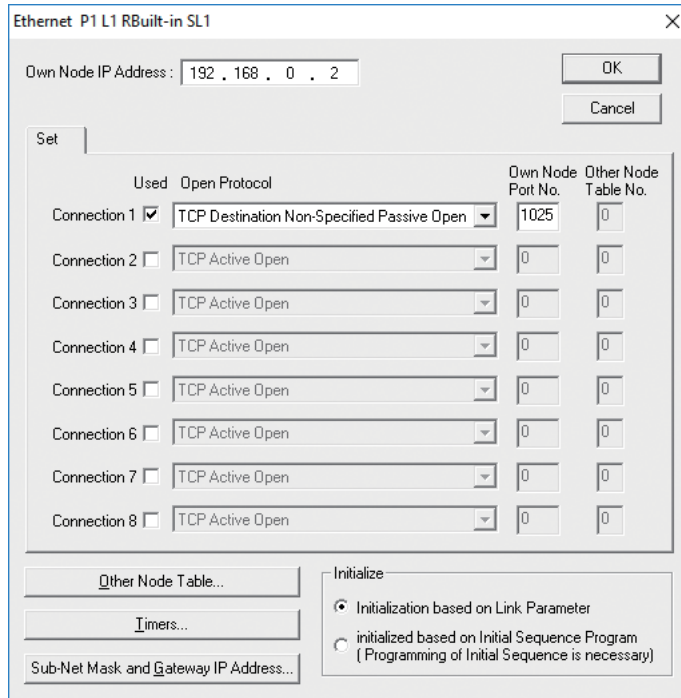 Ethernet P1 L1 RBuilt-in SL1
Own Node IP Address : 192 . 168 . 0 . 2
OK
Cancel
Set
Used Open Protocol Own Node Port No. Other Node Table No.
Connection 1 TCP Destination Non-Specified Passive Open 1025 0
Connection 2 TCP Active Open 0 0
Connection 3 TCP Active Open 0 0
Connection 4 TCP Active Open 0 0
Connection 5 TCP Active Open 0 0
Connection 6 TCP Active Open 0 0
Connection 7 TCP Active Open 0 0
Connection 8 TCP Active Open 0 0
Other Node Table...
Timers...
Sub-Net Mask and Gateway IP Address...
Initialize
Initialization based on Link Parameter
initialized based on Initial Sequence Program
( Programming of Initial Sequence is necessary)